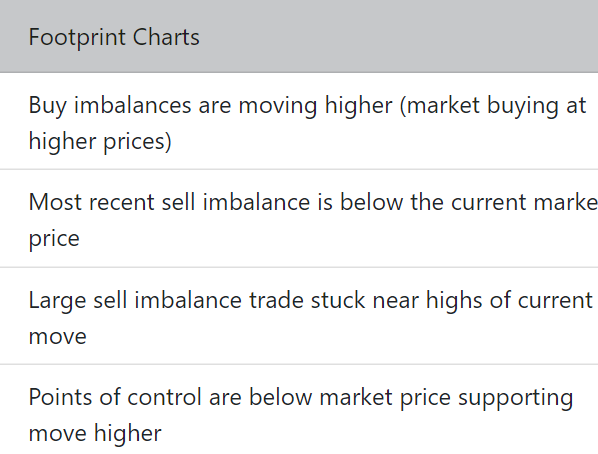 Footprint Charts
Buy imbalances are moving higher (market buying at
higher prices)
Most recent sell imbalance is below the current marke
price
Large sell imbalance trade stuck near highs of current
move
Points of control are below market price supporting
move higher